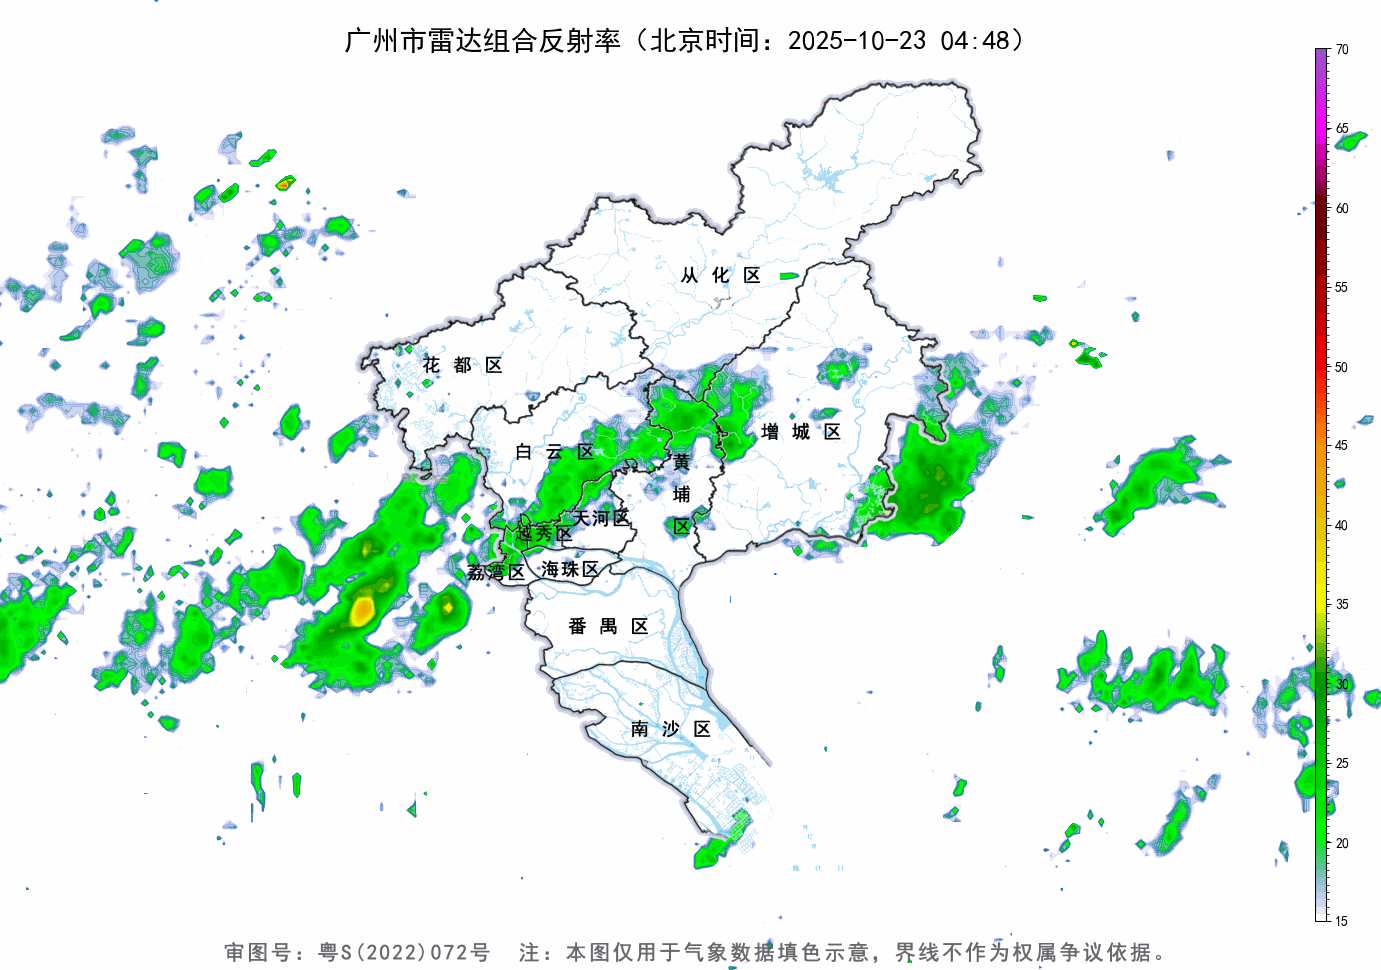 广州市雷达组合反射率（北京时间：2025-10-23 04:48）
70
65
60
55
50
45
40
35
30
25
20
15
从化区
花都区
白云区
增城区
黄埔区
天河区
越秀区
荔湾区
海珠区
番禺区
南沙区
审图号：粤S(2022)072号 注：本图仅用于气象数据填色示意，界线不作为权属争议依据。